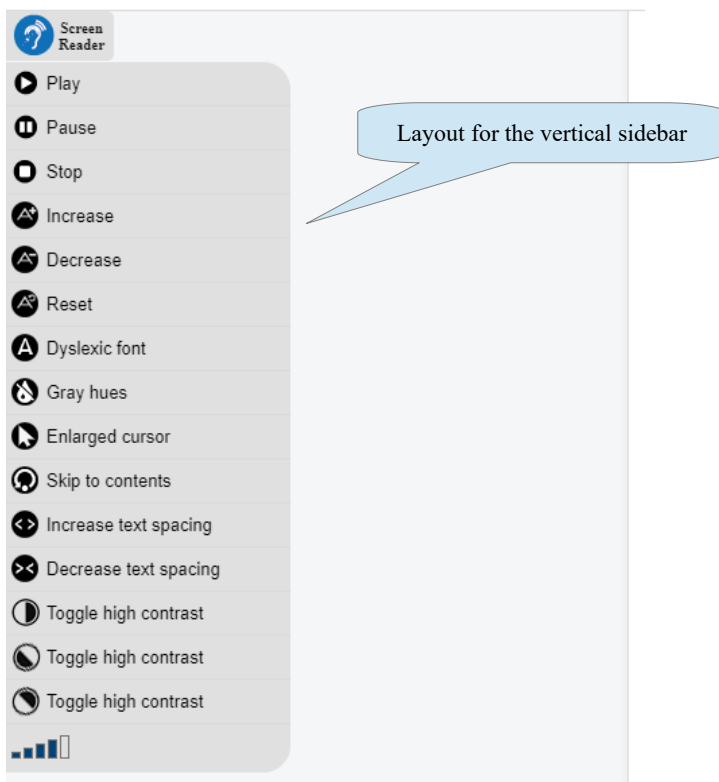 Screen
Reader
Play
Pause
Layout for the vertical sidebar
Stop
Increase
Decrease
Reset
Dyslexic font
Gray hues
Enlarged cursor
Skip to contents
Increase text spacing
Decrease text spacing
Toggle high contrast
Toggle high contrast
Toggle high contrast